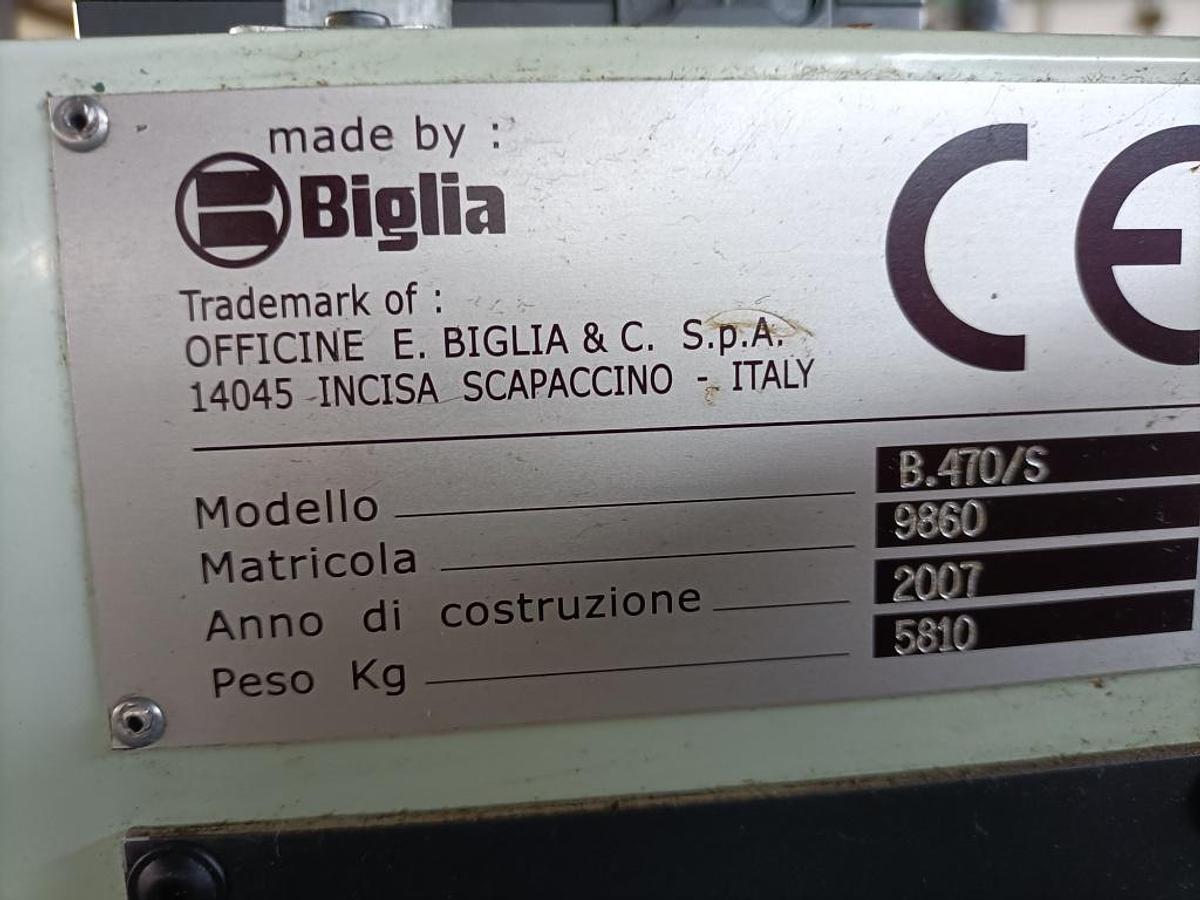 made by :
Biglia
Trademark of :
OFFICINE E. BIGLIA & C. S.p.A.
14045 INCISA SCAPACCINO - ITALY
CE
Modello B.470/S
Matricola 9860
Anno di costruzione 2007
Peso Kg 5810